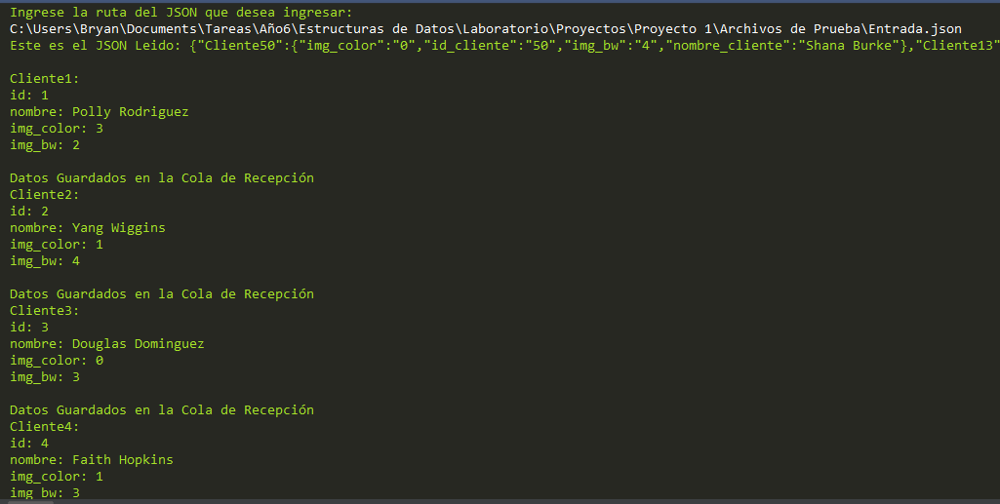 Ingrese la ruta del JSON que desea ingresar:
C:\Users\Bryan\Documents\Tareas\Año6\Estructuras de Datos\Laboratorio\Proyectos\Proyecto 1\Archivos de Prueba\Entrada.json
Este es el JSON Leido: {"Cliente50":{"img_color":"0","id_cliente":"50","img_bw":"4","nombre_cliente":"Shana Burke"},"Cliente13"
Cliente1:
id: 1
nombre: Polly Rodriguez
img_color: 3
img_bw: 2
Datos Guardados en la Cola de Recepción
Cliente2:
id: 2
nombre: Yang Wiggins
img_color: 1
img_bw: 4
Datos Guardados en la Cola de Recepción
Cliente3:
id: 3
nombre: Douglas Dominguez
img_color: 0
img_bw: 3
Datos Guardados en la Cola de Recepción
Cliente4:
id: 4
nombre: Faith Hopkins
img_color: 1
img_bw: 3